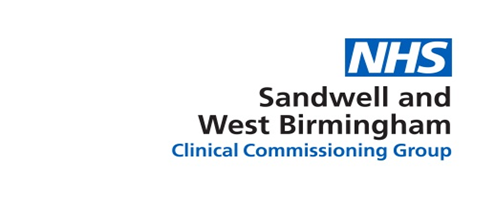 NHS
Sandwell and
West Birmingham
Clinical Commissioning Group